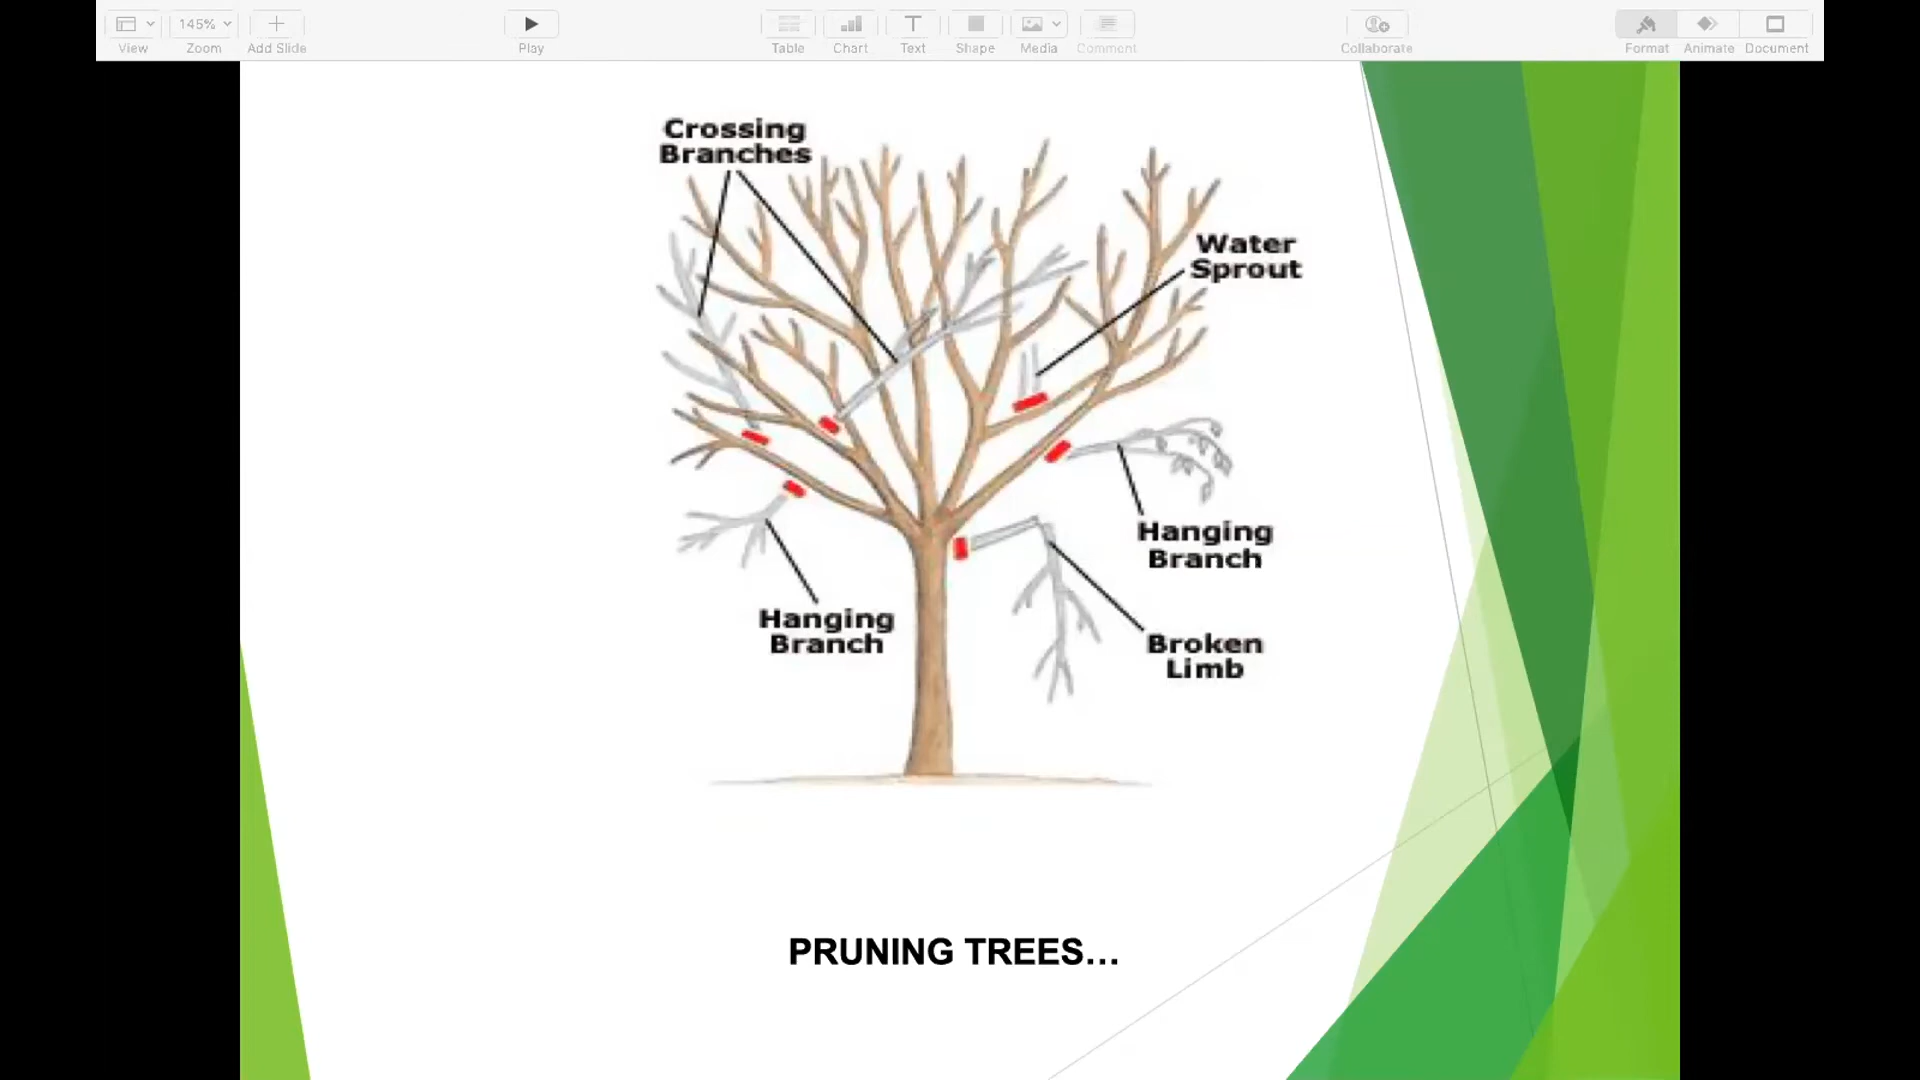 145%
View
Zoom
Add Slide
Play
Table
Chart
Text
Shape
Media
Comment
Collaborate
Format
Animate
Document
Crossing
Branches
Water
Sprout
Hanging
Branch
Hanging
Branch
Broken
Limb
PRUNING TREES...